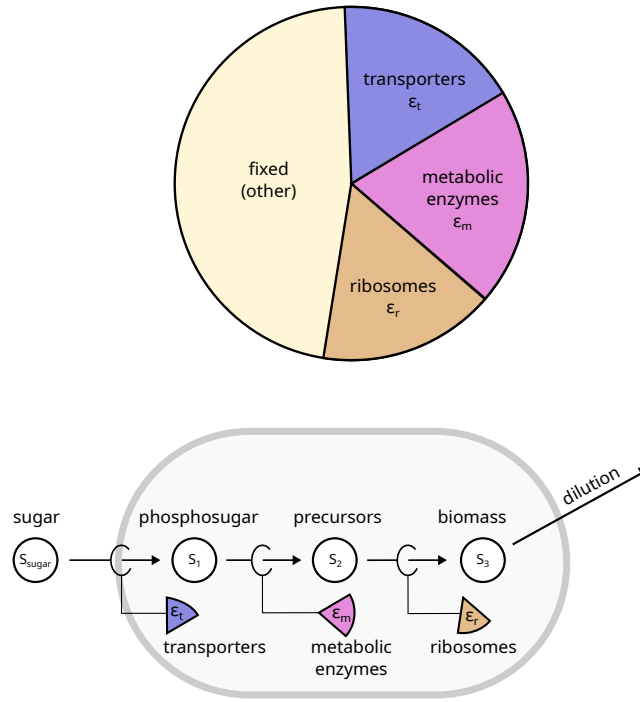 transporters
εₜ
fixed
(other)
metabolic
enzymes
εₘ
ribosomes
εᵣ
dilution
sugar
phosphosugar
precursors
biomass
S_sugar
S₁
S₂
S₃
εₜ
εₘ
εᵣ
transporters
metabolic
enzymes
ribosomes